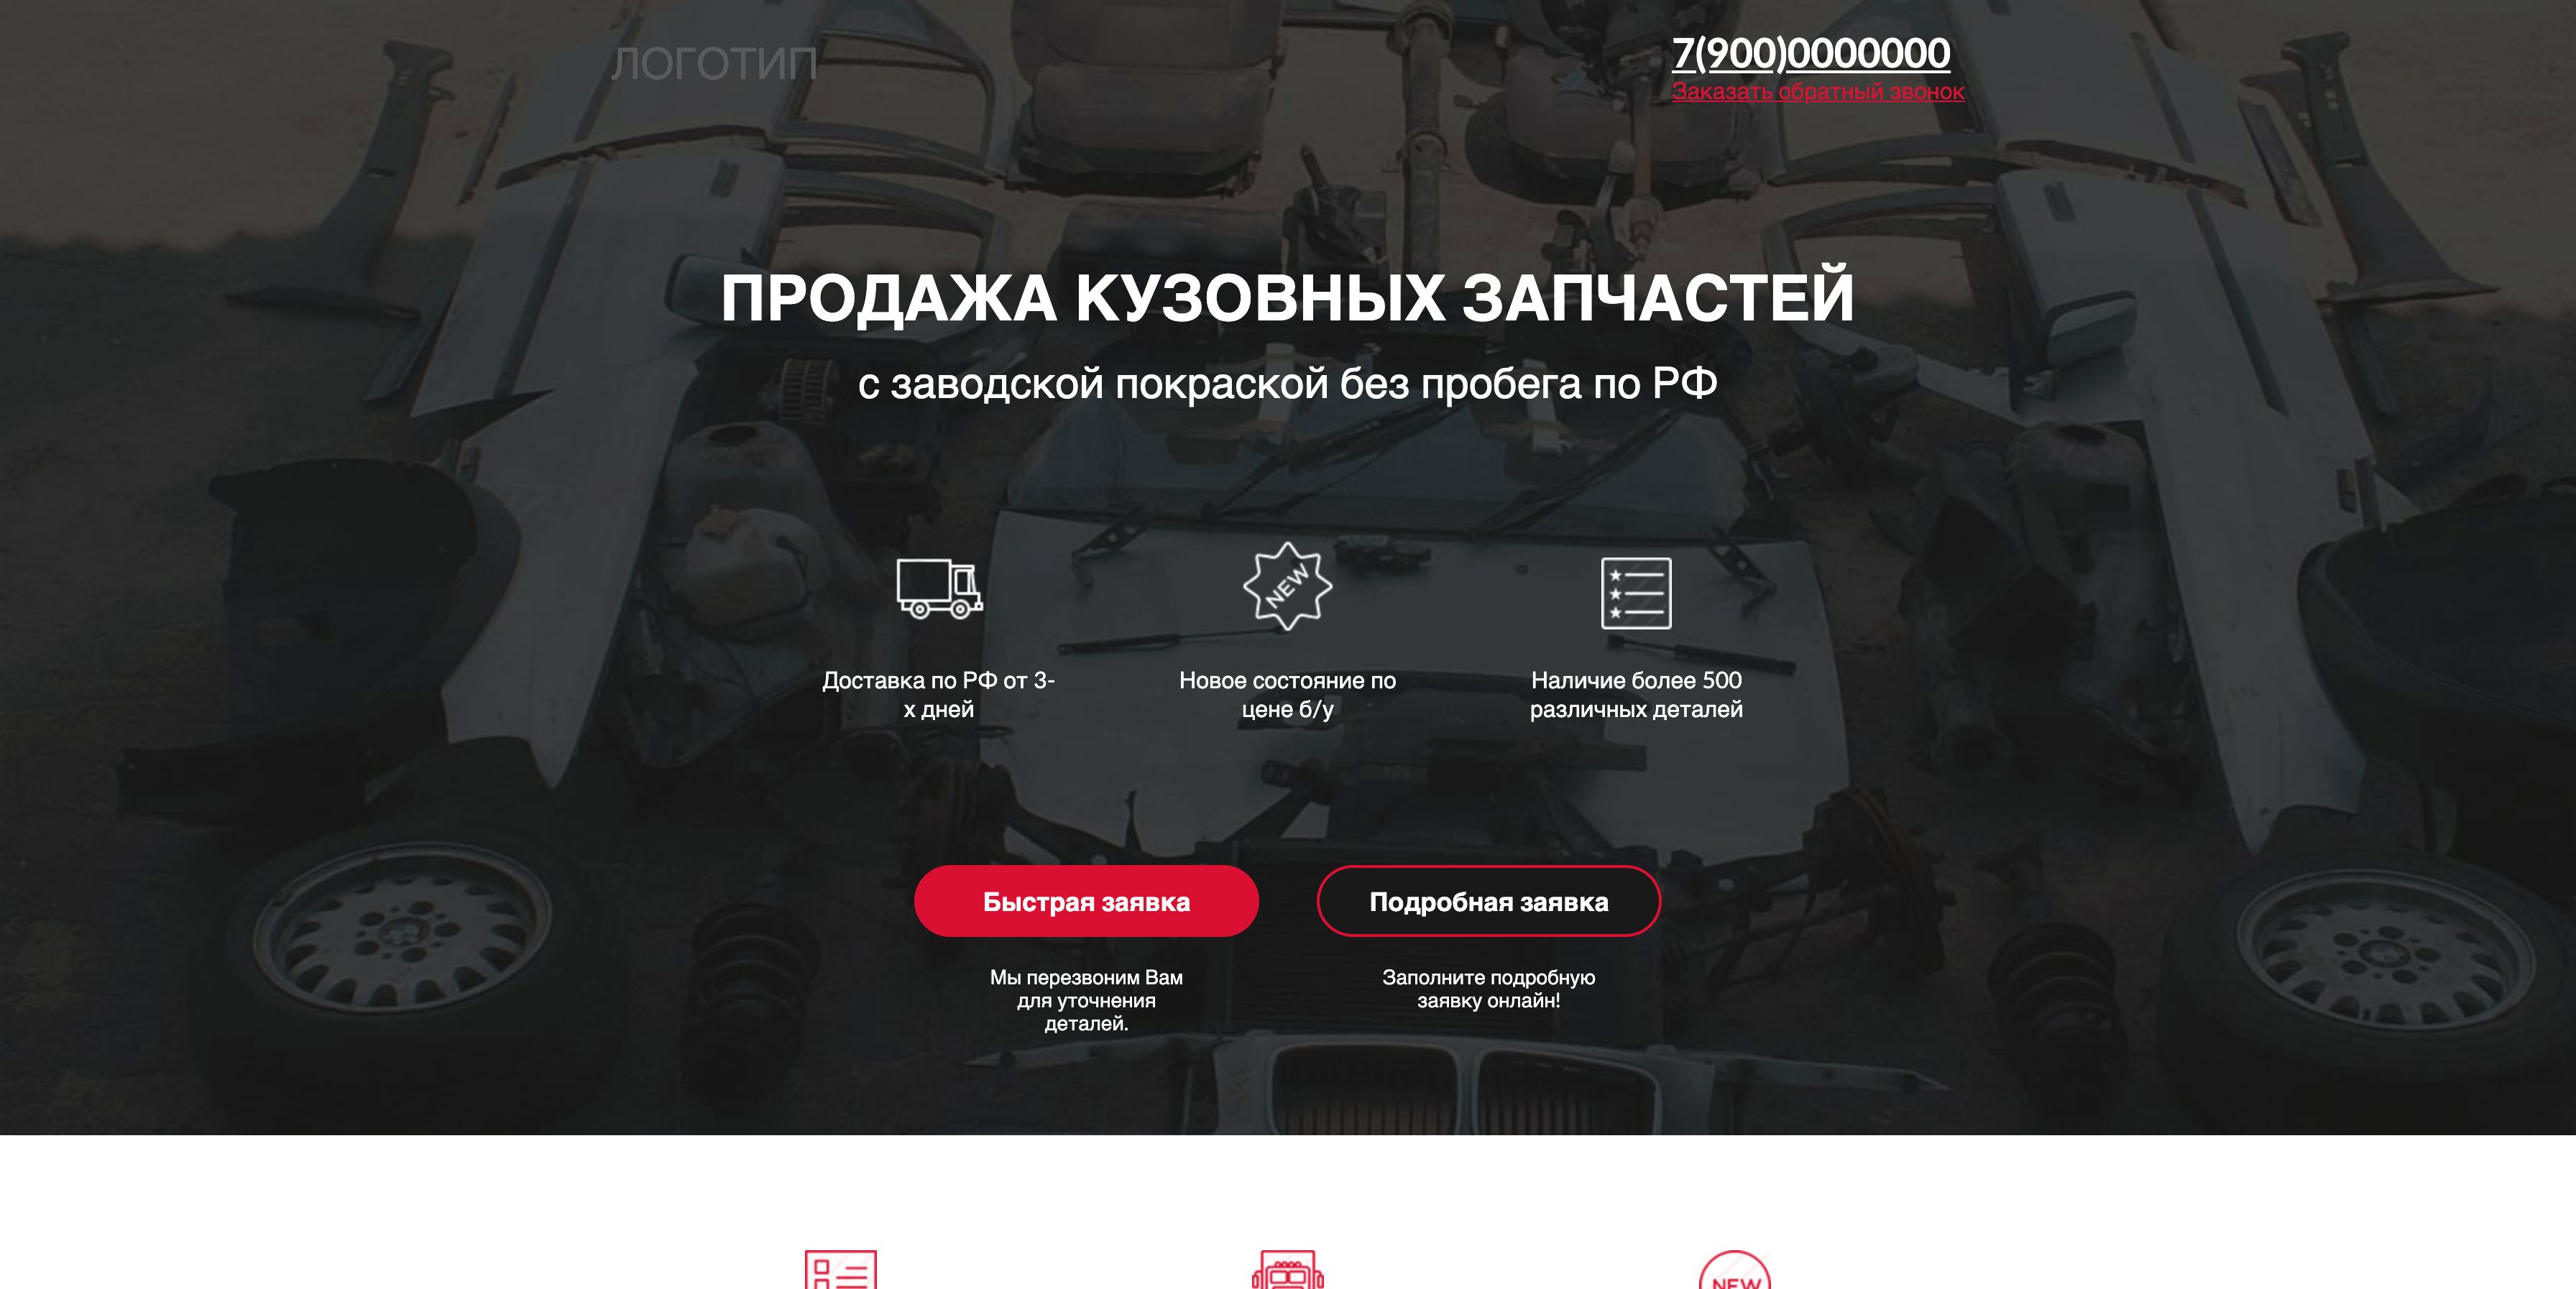 ЛОГОТИП
7(900)0000000
Заказать обратный звонок
ПРОДАЖА КУЗОВНЫХ ЗАПЧАСТЕЙ
с заводской покраской без пробега по РФ
NEW
Доставка по РФ от 3-
х дней
Новое состояние по
цене б/у
Наличие более 500
различных деталей
Быстрая заявка
Подробная заявка
Мы перезвоним Вам
для уточнения
деталей.
Заполните подробную
заявку онлайн!
NEW